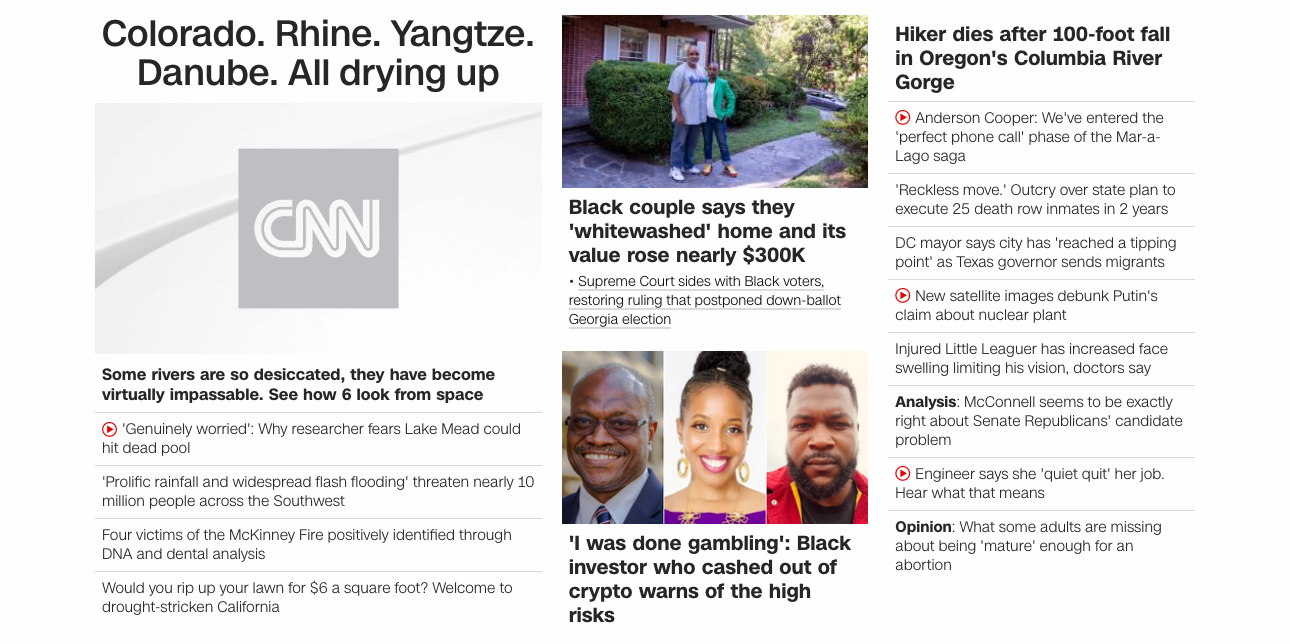 Colorado. Rhine. Yangtze.
Danube. All drying up
CNN
Some rivers are so desiccated, they have become
virtually impassable. See how 6 look from space
'Genuinely worried': Why researcher fears Lake Mead could
hit dead pool
'Prolific rainfall and widespread flash flooding' threaten nearly 10
million people across the Southwest
Four victims of the McKinney Fire positively identified through
DNA and dental analysis
Would you rip up your lawn for $6 a square foot? Welcome to
drought-stricken California
Black couple says they
'whitewashed' home and its
value rose nearly $300K
• Supreme Court sides with Black voters,
restoring ruling that postponed down-ballot
Georgia election
'I was done gambling': Black
investor who cashed out of
crypto warns of the high
risks
Hiker dies after 100-foot fall
in Oregon's Columbia River
Gorge
Anderson Cooper: We've entered the
'perfect phone call' phase of the Mar-a-
Lago saga
'Reckless move.' Outcry over state plan to
execute 25 death row inmates in 2 years
DC mayor says city has 'reached a tipping
point' as Texas governor sends migrants
New satellite images debunk Putin's
claim about nuclear plant
Injured Little Leaguer has increased face
swelling limiting his vision, doctors say
Analysis: McConnell seems to be exactly
right about Senate Republicans' candidate
problem
Engineer says she 'quiet quit' her job.
Hear what that means
Opinion: What some adults are missing
about being 'mature' enough for an
abortion